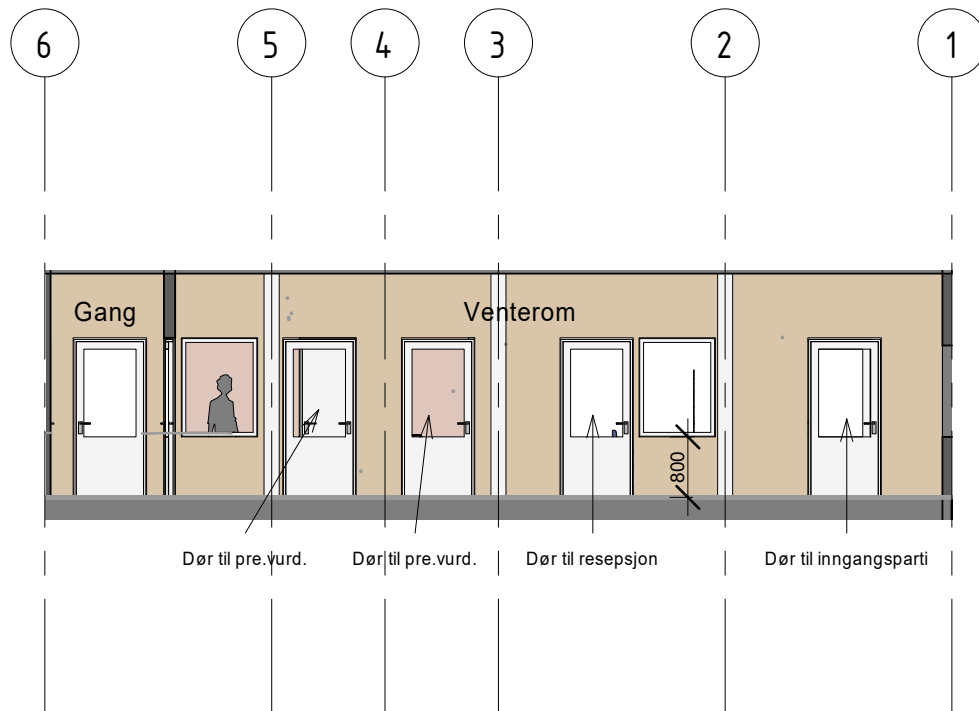 6
5
4
3
2
1
Gang
Venterom
800
Dør til pre.vurd.
Dør til pre.vurd.
Dør til resepsjon
Dør til inngangsparti